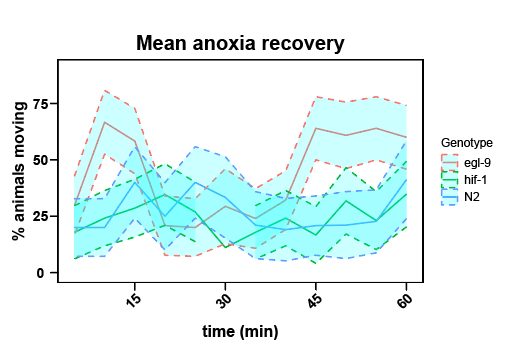 Mean anoxia recovery
% animals moving
75
50
25
0
15
30
45
60
time (min)
Genotype
egl-9
hif-1
N2